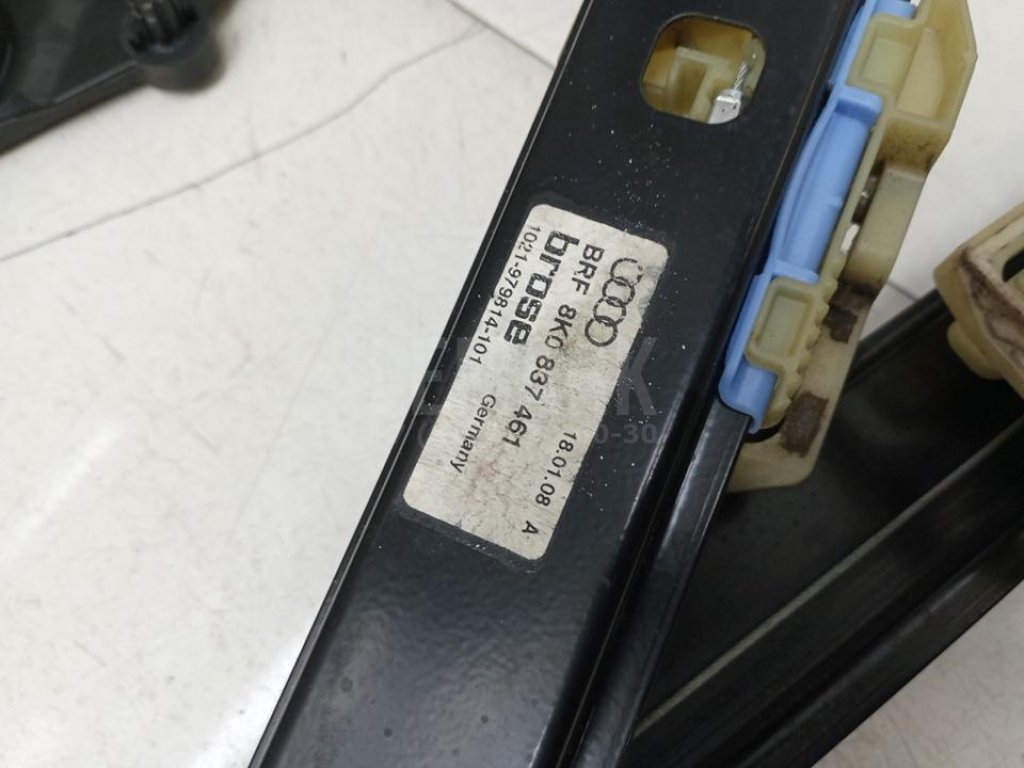 BRF 8K0 837 461 18.01.08 A
brose
1021-979814-101 Germany